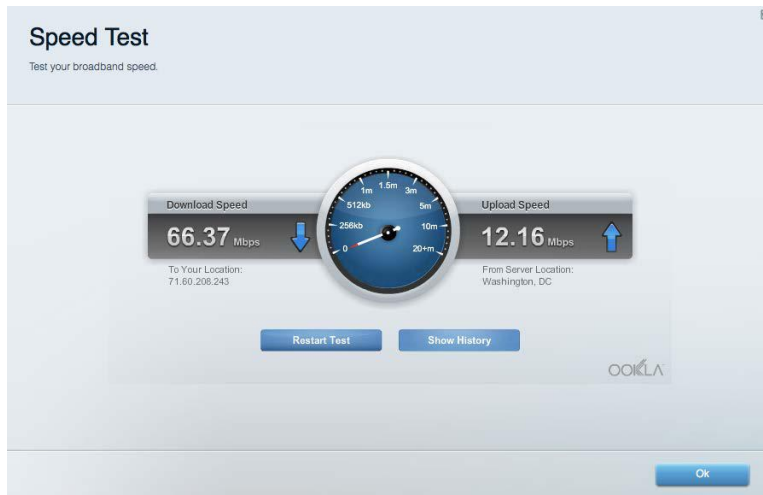 Speed Test
Test your broadband speed.
Download Speed
66.37 Mbps
To Your Location:
71.60.208.243
0
256kb
512kb
1m
1.5m
3m
5m
10m
20+m
Upload Speed
12.16 Mbps
From Server Location:
Washington, DC
Restart Test
Show History
OOKLA
Ok